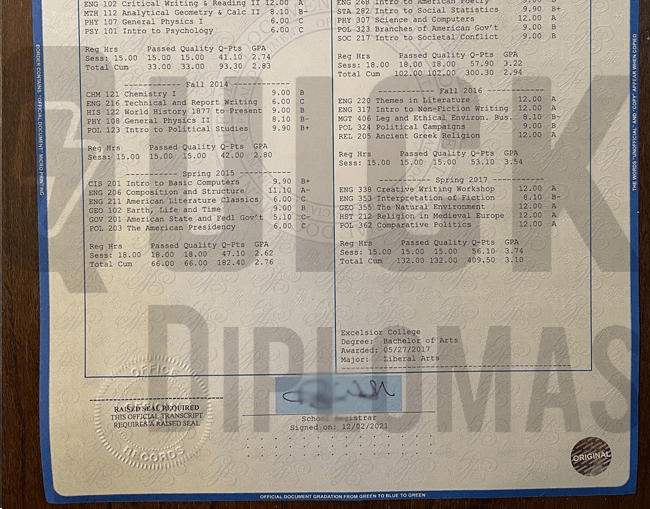 ENG 102 Critical Writing & Reading II 12.00 A
MTH 112 Analytical Geometry & Calc II 8.10 B-
PHY 107 General Physics I 6.00 C
PSY 101 Intro to Psychology 6.00 C
Reg Hrs Passed Quality Q-Pts GPA
Sess: 15.00 15.00 15.00 41.10 2.74
Total Cum 33.00 33.00 93.30 2.83
Fall 2014
CHM 121 Chemistry I 9.00 B
ENG 216 Technical and Report Writing 6.00 C
HIS 122 World History 1877 to Present 9.00 B
PHY 108 General Physics II 8.10 B-
POL 123 Intro to Political Studies 9.90 B+
Reg Hrs Passed Quality Q-Pts GPA
Sess: 15.00 15.00 15.00 42.00 2.80
Spring 2015
CIS 201 Intro to Basic Computers 9.90 B+
ENG 206 Composition and Structure 11.10 A-
ENG 211 American Literature Classics 6.00 C
GEO 102 Earth, Life and Time 9.00 B
GOV 201 American State and Fedl Gov't 5.10 C-
POL 203 The American Presidency 6.00 C
Reg Hrs Passed Quality Q-Pts GPA
Sess: 18.00 18.00 18.00 47.10 2.62
Total Cum 66.00 66.00 182.40 2.76
ENG 268 Intro to American Poetry 9.00 B
STA 282 Intro to Social Statistics 9.90 B+
PHY 307 Science and Computers 12.00 A
POL 323 Branches of American Gov't 9.00 B
SOC 217 Intro to Societal Conflict 9.00 B
Reg Hrs Passed Quality Q-Pts GPA
Sess: 18.00 18.00 18.00 57.90 3.22
Total Cum 102.00 102.00 300.30 2.94
Fall 2016
ENG 220 Themes in Literature 12.00 A
ENG 317 Intro to Non-Fiction Writing 12.00 A
MGT 406 Leg and Ethical Environ. Bus. 8.10 B-
POL 324 Political Campaigns 9.00 B
REL 205 Ancient Greek Religion 12.00 A
Reg Hrs Passed Quality Q-Pts GPA
Sess: 15.00 15.00 15.00 53.10 3.54
Spring 2017
ENG 338 Creative Writing Workshop 12.00 A
ENG 353 Interpretation of Fiction 8.10 B-
IZD 355 The Natural Environment 12.00 A
HST 212 Religion in Medieval Europe 12.00 A
POL 362 Comparative Politics 12.00 A
Reg Hrs Passed Quality Q-Pts GPA
Sess: 15.00 15.00 15.00 56.10 3.74
Total Cum 132.00 132.00 409.50 3.10
Excelsior College
Degree: Bachelor of Arts
Awarded: 05/27/2017
Major: Liberal Arts
OFFICE
RAISED SEAL REQUIRED
THIS OFFICIAL TRANSCRIPT
REQUIRES A RAISED SEAL
RECORDS
School Registrar
Signed on: 12/02/2021
ORIGINAL
OFFICIAL DOCUMENT GRADATION FROM GREEN TO BLUE TO GREEN
THE WORDS "UNOFFICIAL" AND "COPY" APPEAR WHEN COPIED
DIPLOMAS